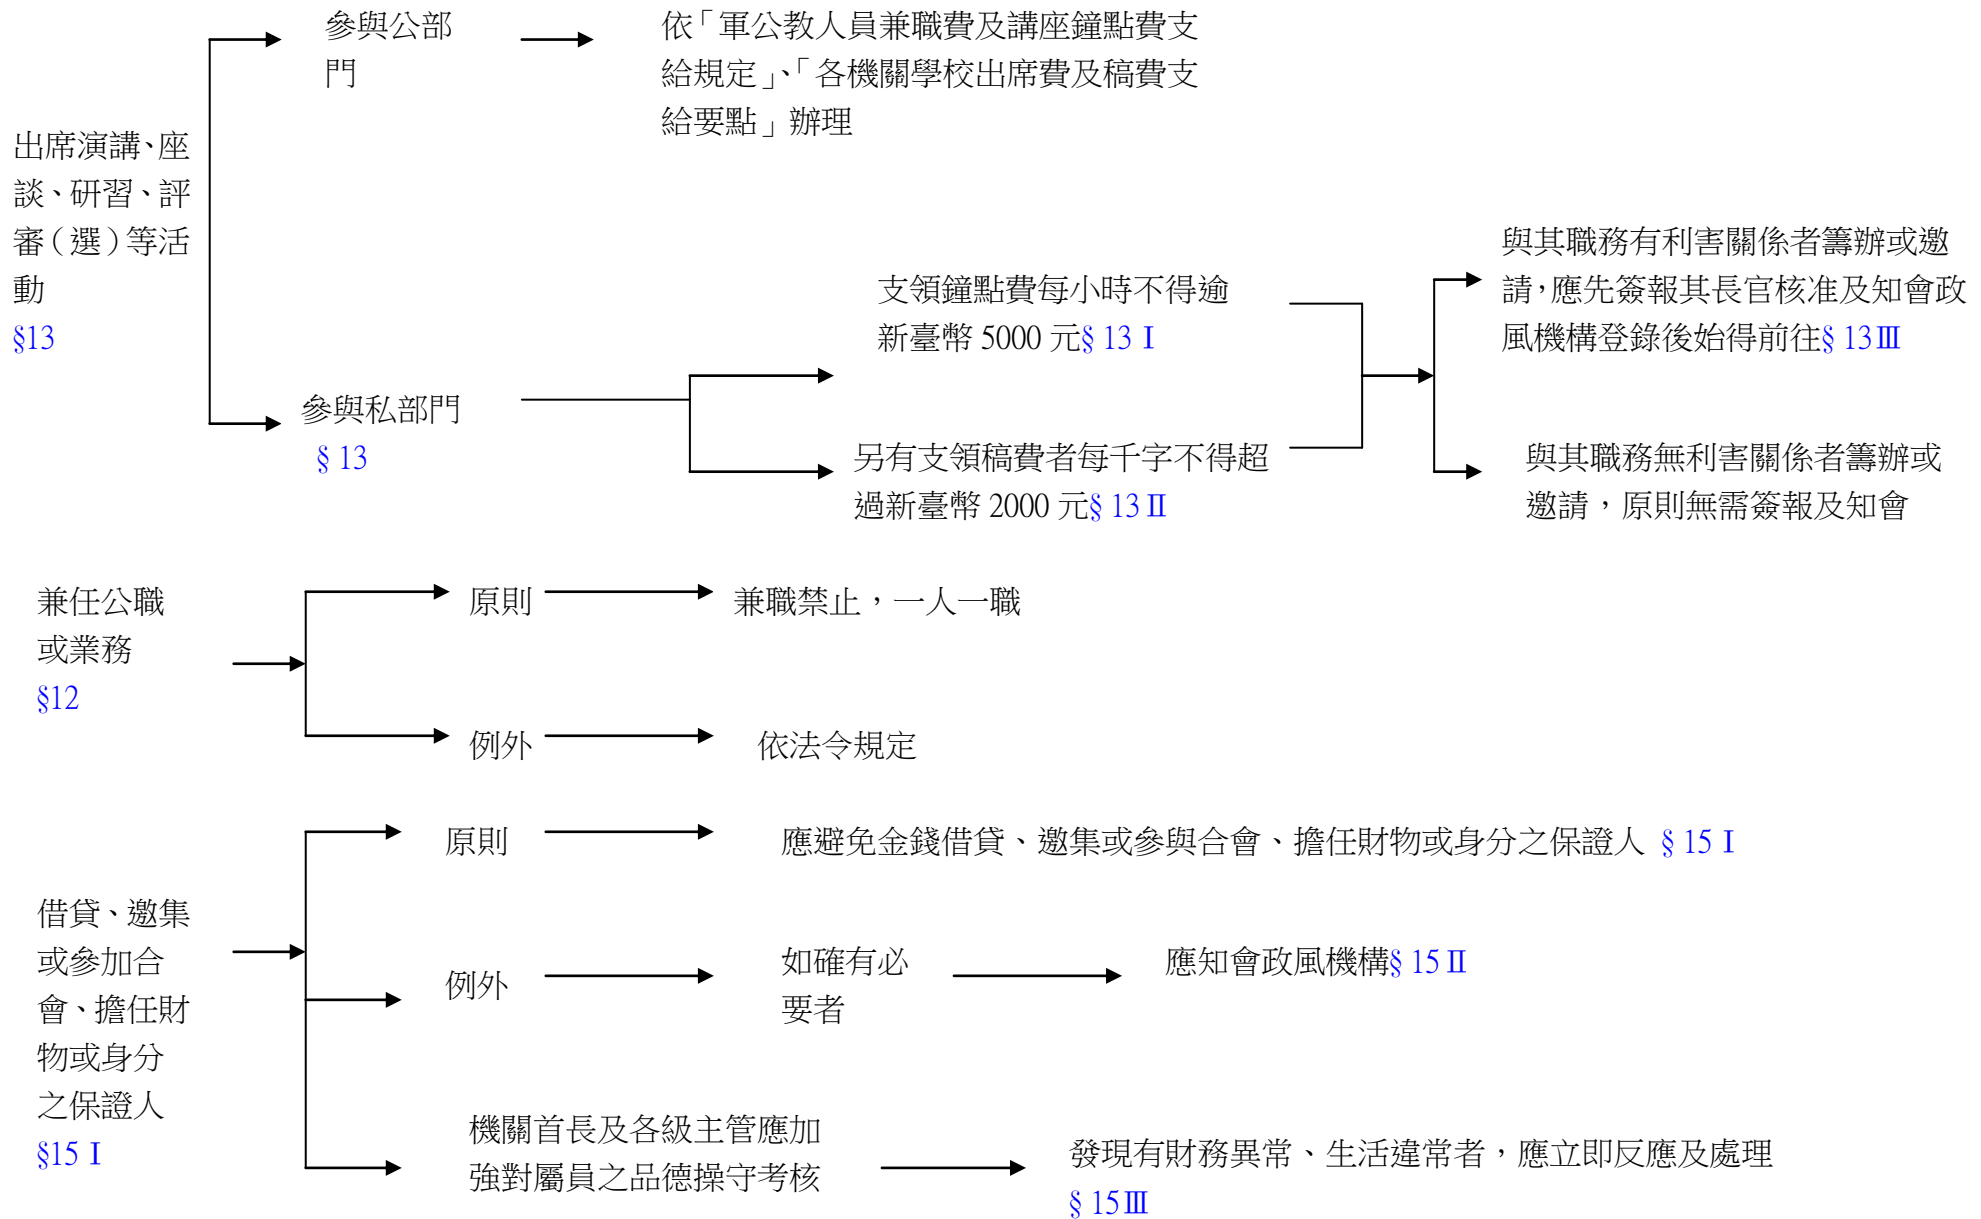 參與公部
門
依「軍公教人員兼職費及講座鐘點費支
給規定」、「各機關學校出席費及稿費支
給要點」辦理
出席演講、座
談、研習、評
審(選)等活
動
§13
參與私部門
§13
支領鐘點費每小時不得逾
新臺幣 5000 元§13Ⅰ
另有支領稿費者每千字不得超
過新臺幣 2000 元§13Ⅱ
與其職務有利害關係者籌辦或邀
請,應先簽報其長官核准及知會政
風機構登錄後始得前往§13Ⅲ
與其職務無利害關係者籌辦或
邀請,原則無需簽報及知會
兼任公職
或業務
§12
原則
兼職禁止,一人一職
例外
依法令規定
借貸、邀集
或參加合
會、擔任財
物或身分
之保證人
§15Ⅰ
原則
應避免金錢借貸、邀集或參與合會、擔任財物或身分之保證人 §15Ⅰ
例外
如確有必
要者
應知會政風機構§15Ⅱ
機關首長及各級主管應加
強對屬員之品德操守考核
發現有財務異常、生活違常者,應立即反應及處理
§15Ⅲ